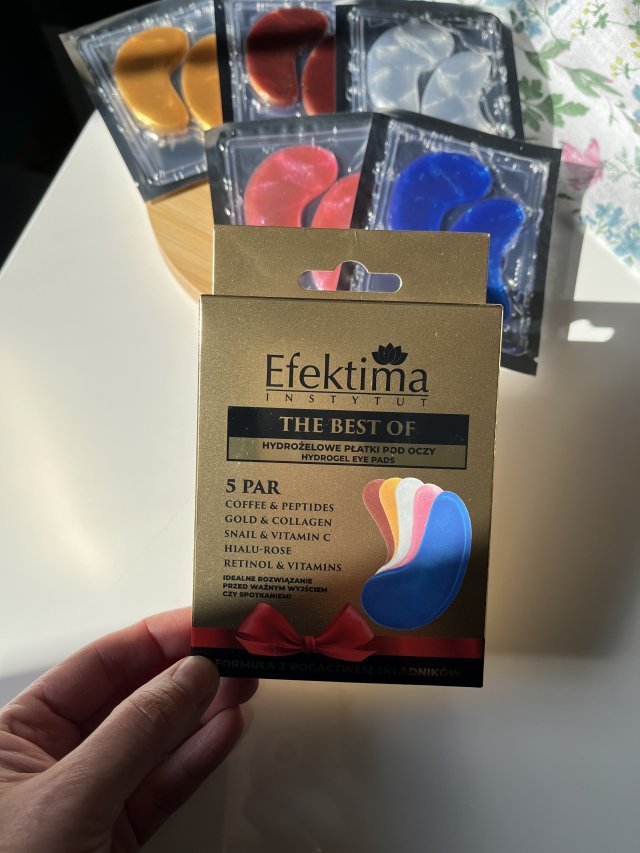 Efektima
INSTYTUT
THE BEST OF
HYDROŻELOWE PŁATKI POD OCZY
HYDROGEL EYE PADS
5 PAR
COFFEE & PEPTIDES
GOLD & COLLAGEN
SNAIL & VITAMIN C
HIALU-ROSE
RETINOL & VITAMINS
IDEALNE ROZWIĄZANIE
PRZED WAŻNYM WYJŚCIEM
CZY SPOTKANIEM!
FORMUŁA Z BOGACTWEM SKŁADNIKÓW